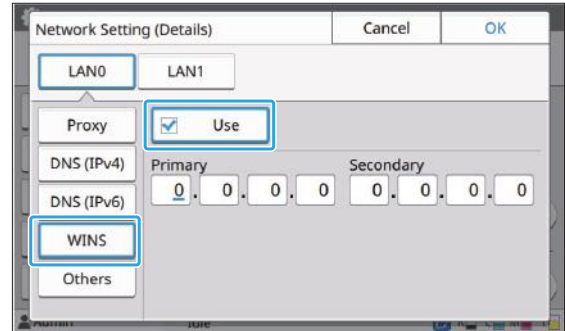 Network Setting (Details)
Cancel
OK
LAN0
LAN1
Proxy
Use
DNS (IPv4)
Primary
Secondary
0. 0. 0. 0
0. 0. 0. 0
DNS (IPv6)
WINS
Others
Admin
Idle